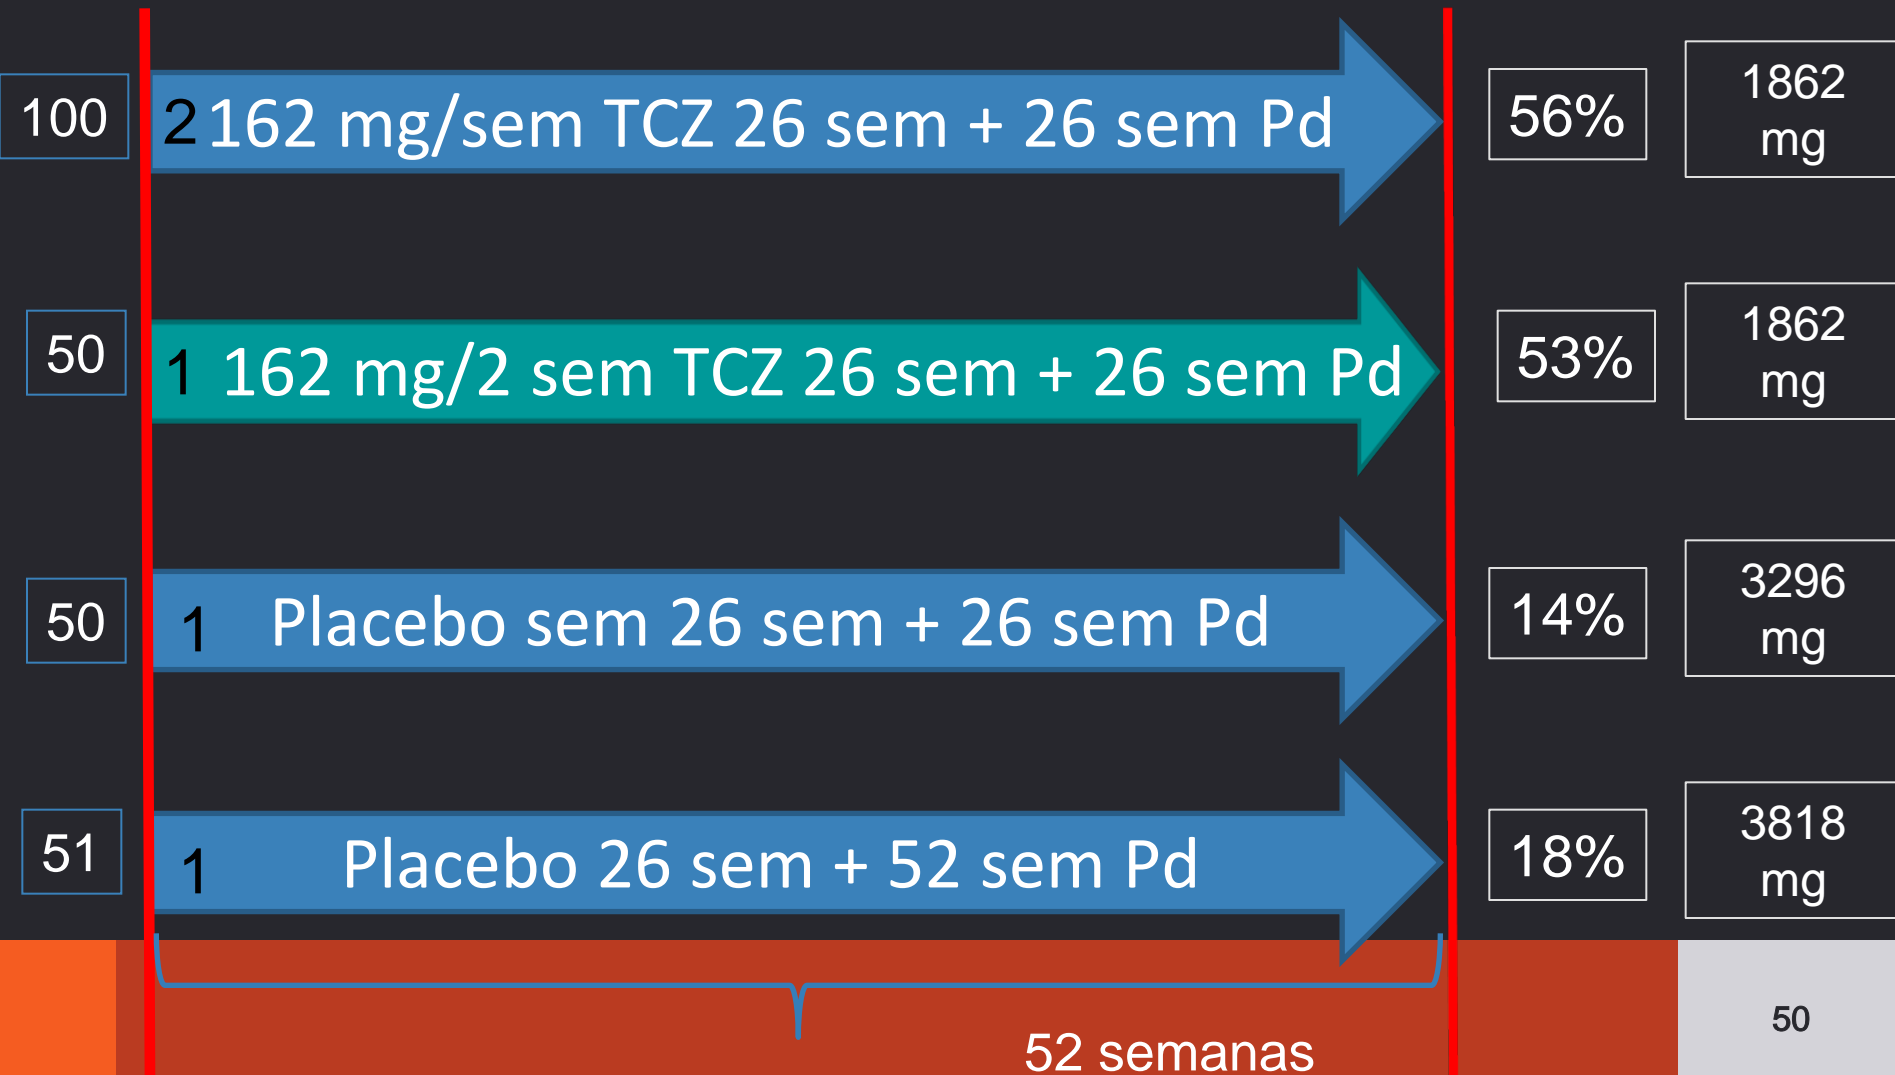 100
2 162 mg/sem TCZ 26 sem + 26 sem Pd
56%
1862
mg
50
1 162 mg/2 sem TCZ 26 sem + 26 sem Pd
53%
1862
mg
50
1 Placebo sem 26 sem + 26 sem Pd
14%
3296
mg
51
1 Placebo 26 sem + 52 sem Pd
18%
3818
mg
52 semanas
50